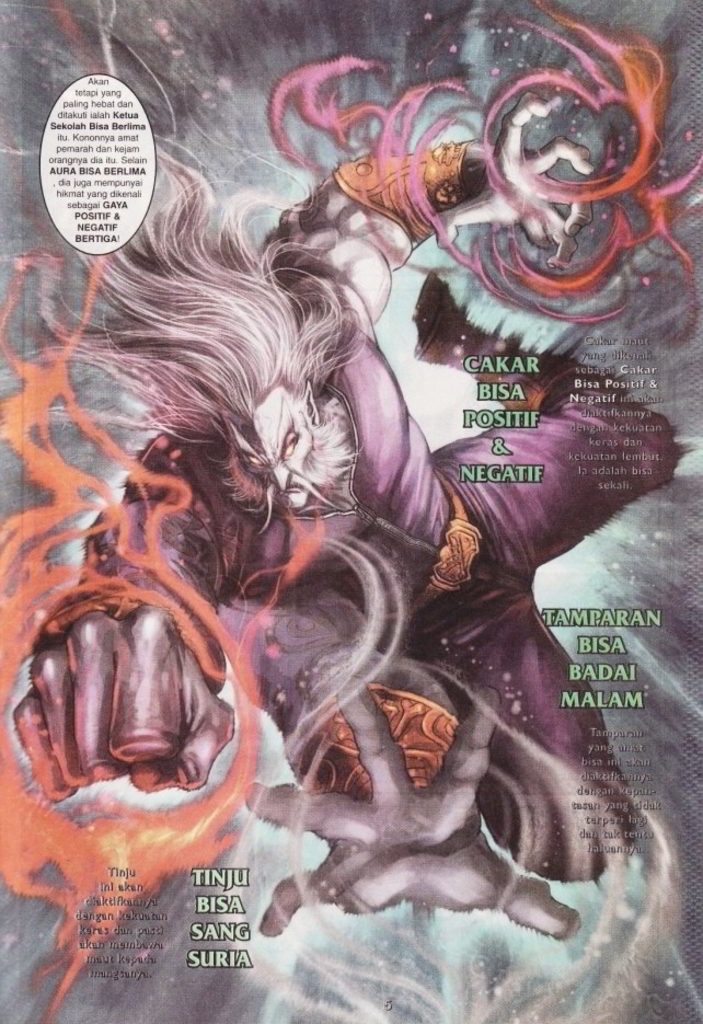 Akan
tetapi yang
paling hebat dan
ditakuti ialah Ketua
Sekolah Bisa Berlima
itu. Kononnya amat
pemarah dan kejam
orangnya dia itu. Selain
AURA BISA BERLIMA
, dia juga mempunyai
hikmat yang dikenali
sebagai GAYA
POSITIF &
NEGATIF
BERTIGA!
CAKAR
BISA
POSITIF
&
NEGATIF
Cakar maut
yang dikenali
sebagai Cakar
Bisa Positif &
Negatif ini akan
diaktifkannya
dengan kekuatan
keras dan
kekuatan lembut.
Ia adalah bisa
sekali.
TAMPARAN
BISA
BADAI
MALAM
Tamparan
yang amat
bisa ini akan
diaktifkannya
dengan kepan-
tasan yang tidak
terperi lagi
dan tak tentu
haluannya.
Tinju
ini akan
diaktifkannya
dengan kekuatan
keras dan pasti
akan membawa
maut kepada
mangsanya.
TINJU
BISA
SANG
SURIA
5